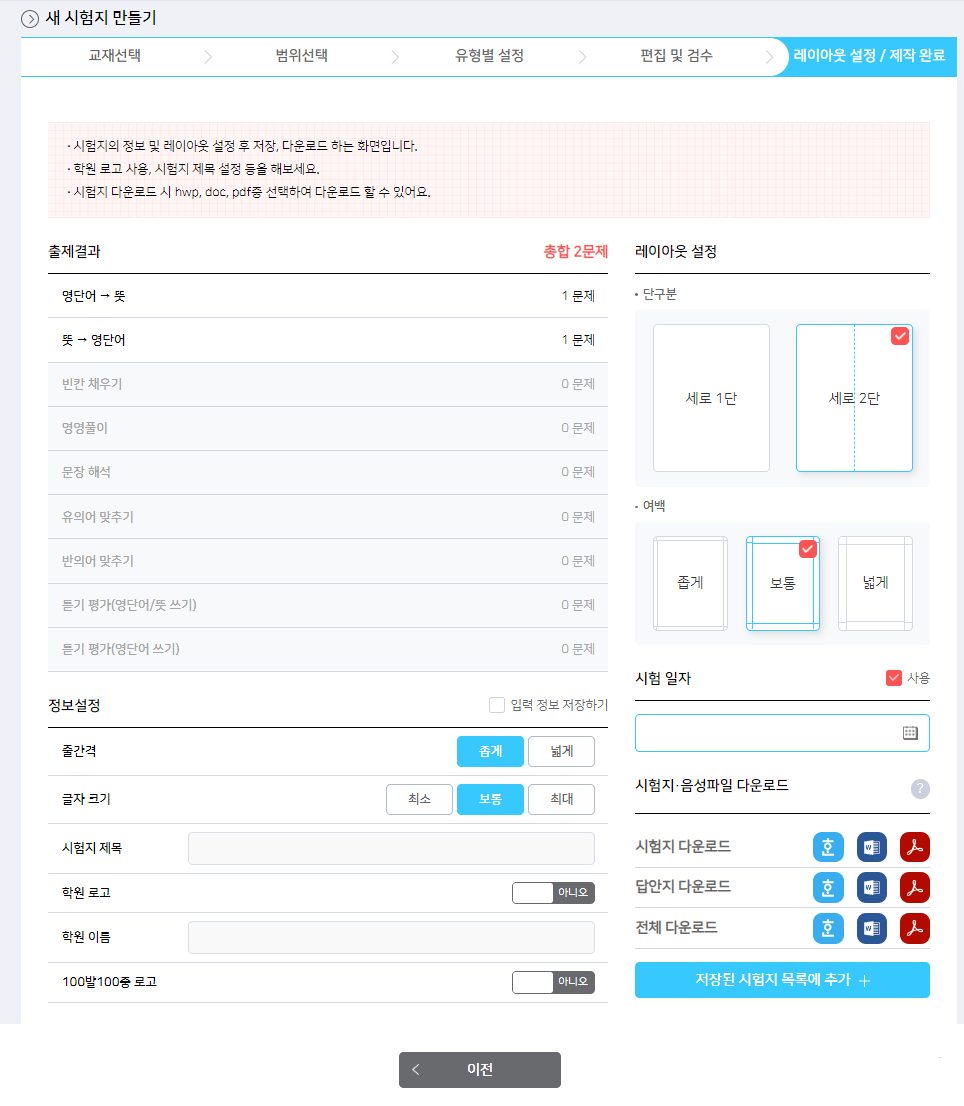 새 시험지 만들기
교재선택
범위선택
유형별 설정
편집 및 검수
레이아웃 설정 / 제작 완료
· 시험지의 정보 및 레이아웃 설정 후 저장, 다운로드 하는 화면입니다.
· 학원 로고 사용, 시험지 제목 설정 등을 해보세요.
· 시험지 다운로드 시 hwp, doc, pdf중 선택하여 다운로드 할 수 있어요.
출제결과 총합 2문제
영단어 → 뜻 1 문제
뜻 → 영단어 1 문제
빈칸 채우기 0 문제
영영풀이 0 문제
문장 해석 0 문제
유의어 맞추기 0 문제
반의어 맞추기 0 문제
듣기 평가(영단어/뜻 쓰기) 0 문제
듣기 평가(영단어 쓰기) 0 문제
정보설정 입력 정보 저장하기
줄간격 좁게 넓게
글자 크기 최소 보통 최대
시험지 제목
학원 로고 아니오
학원 이름
100발100중 로고 아니오
레이아웃 설정
· 단구분
세로 1단 세로 2단
· 여백
좁게 보통 넓게
시험 일자 사용
시험지·음성파일 다운로드 ?
시험지 다운로드
답안지 다운로드
전체 다운로드
저장된 시험지 목록에 추가 +
이전